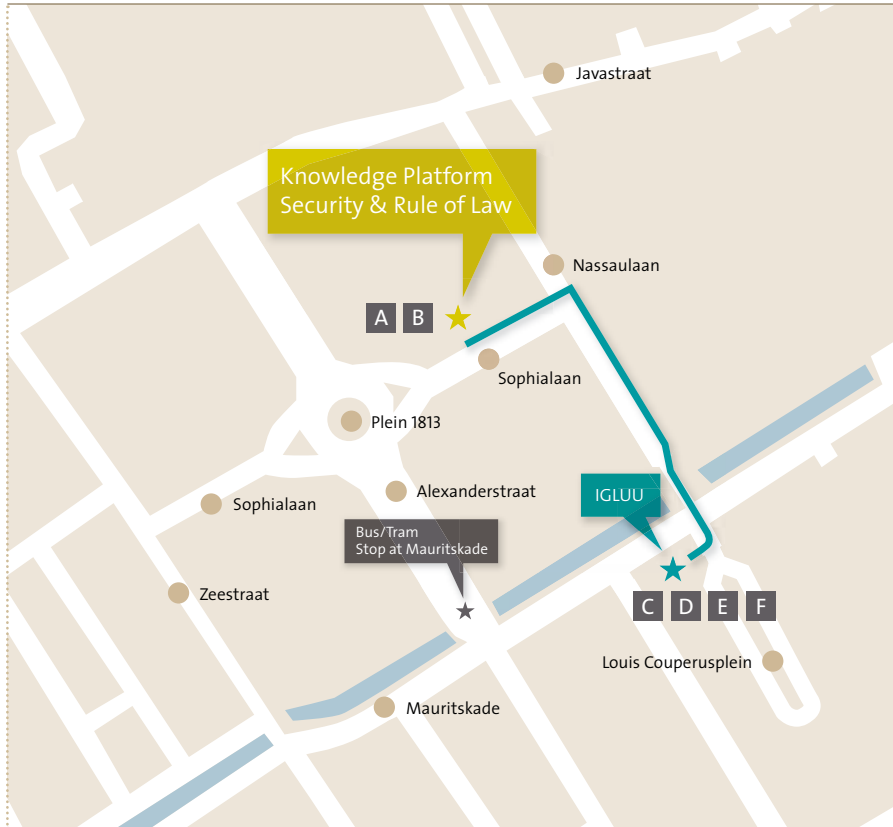 Javastraat
Knowledge Platform
Security & Rule of Law
Nassaulaan
A B
Sophialaan
Plein 1813
Sophialaan
Alexanderstraat
IGLUU
Bus/Tram
Stop at Mauritskade
Zeestraat
C D E F
Louis Couperusplein
Mauritskade